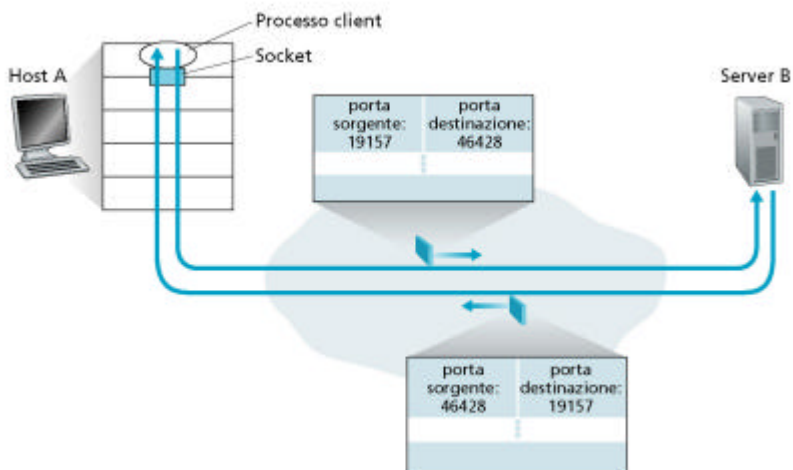 Processo client
Socket
Host A
Server B
porta
sorgente:
19157
porta
destinazione:
46428
porta
sorgente:
46428
porta
destinazione:
19157